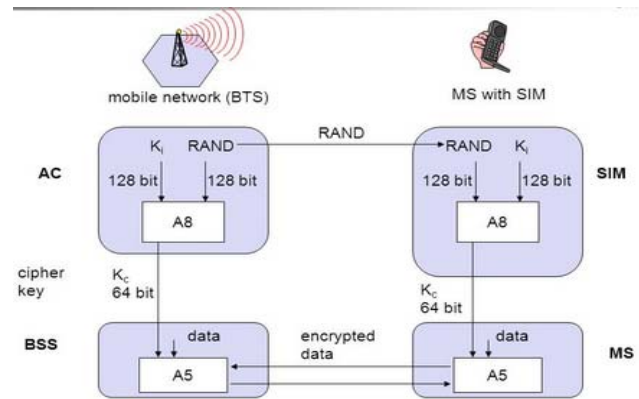 mobile network (BTS)
MS with SIM
RAND
AC
Ki RAND
128 bit 128 bit
A8
RAND Ki
128 bit 128 bit
A8
SIM
cipher
key
Kc
64 bit
Kc
64 bit
BSS
data
A5
encrypted
data
data
A5
MS